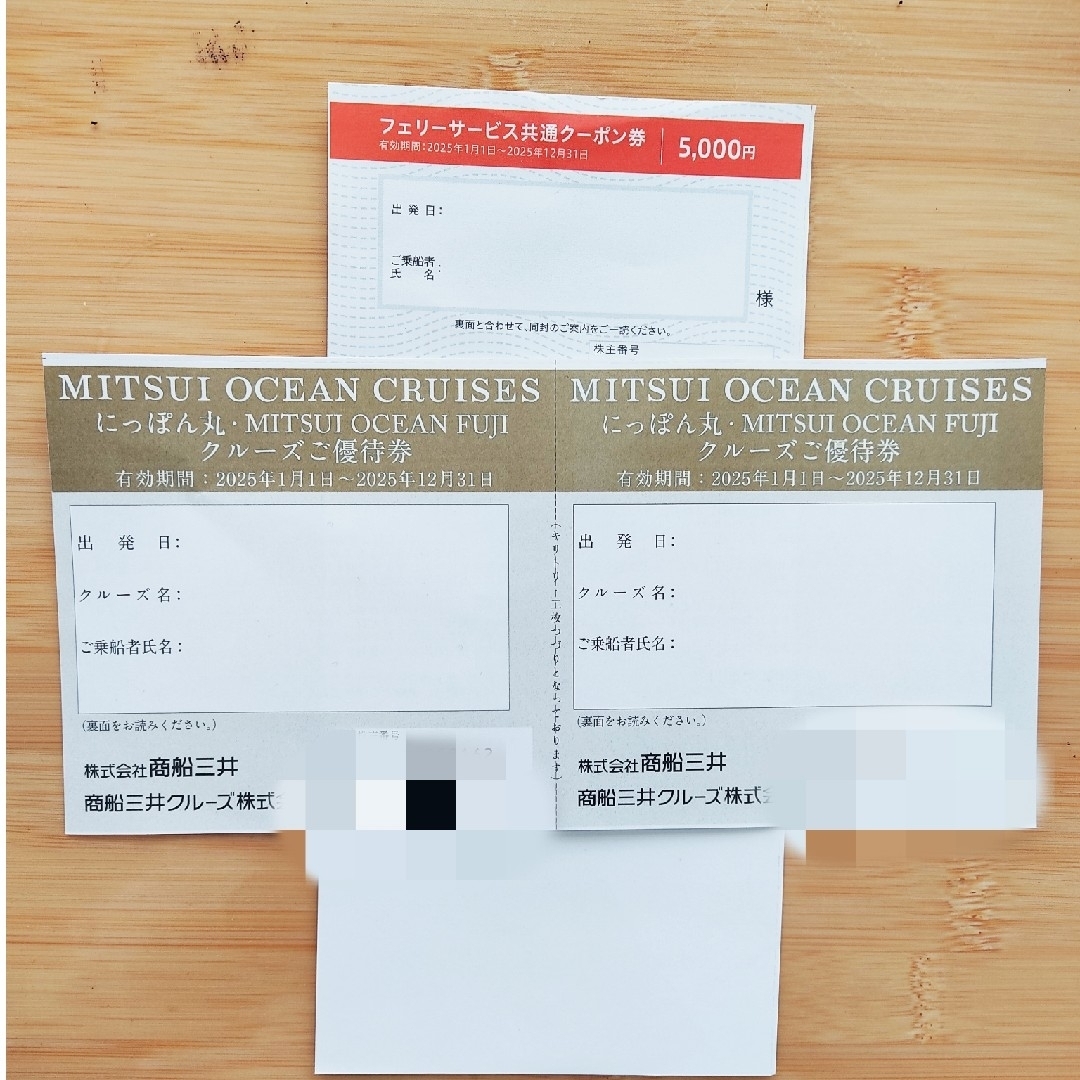 フェリーサービス共通クーポン券
有効期間:2025年1月1日~2025年12月31日
5,000円
出発日:
ご乗船者
氏名:
様
裏面と合わせて、同封のご案内をご一読ください。
株主番号
MITSUI OCEAN CRUISES
にっぽん丸・MITSUI OCEAN FUJI
クルーズご優待券
有効期間:2025年1月1日~2025年12月31日
出発日:
クルーズ名:
ご乗船者氏名:
(裏面をお読みください。)
株式会社商船三井
商船三井クルーズ株式
MITSUI OCEAN CRUISES
にっぽん丸・MITSUI OCEAN FUJI
クルーズご優待券
有効期間:2025年1月1日~2025年12月31日
出発日:
クルーズ名:
ご乗船者氏名:
(裏面をお読みください。)
株式会社商船三井
商船三井クルーズ株式